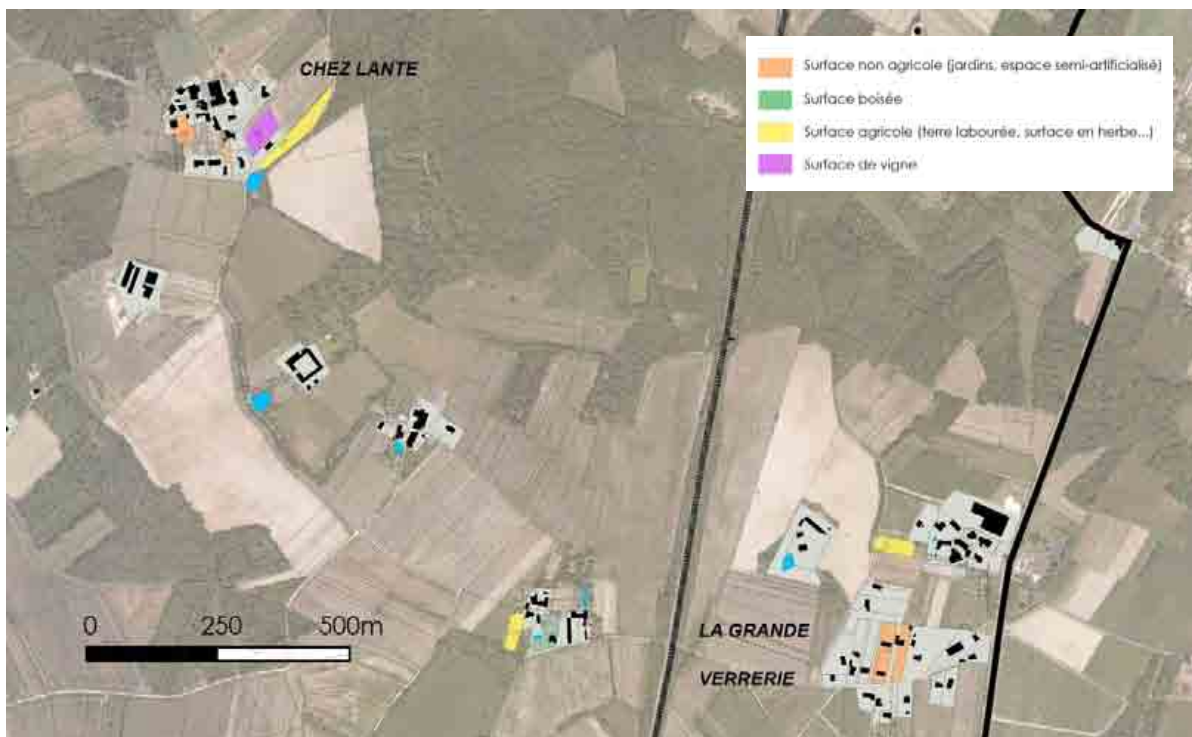 CHEZ LANTE
Surface non agricole (jardins, espace semi-artificialisé)
Surface boisée
Surface agricole (terre labourée, surface en herbe...)
Surface de vigne
0 250 500m
LA GRANDE
VERRERIE